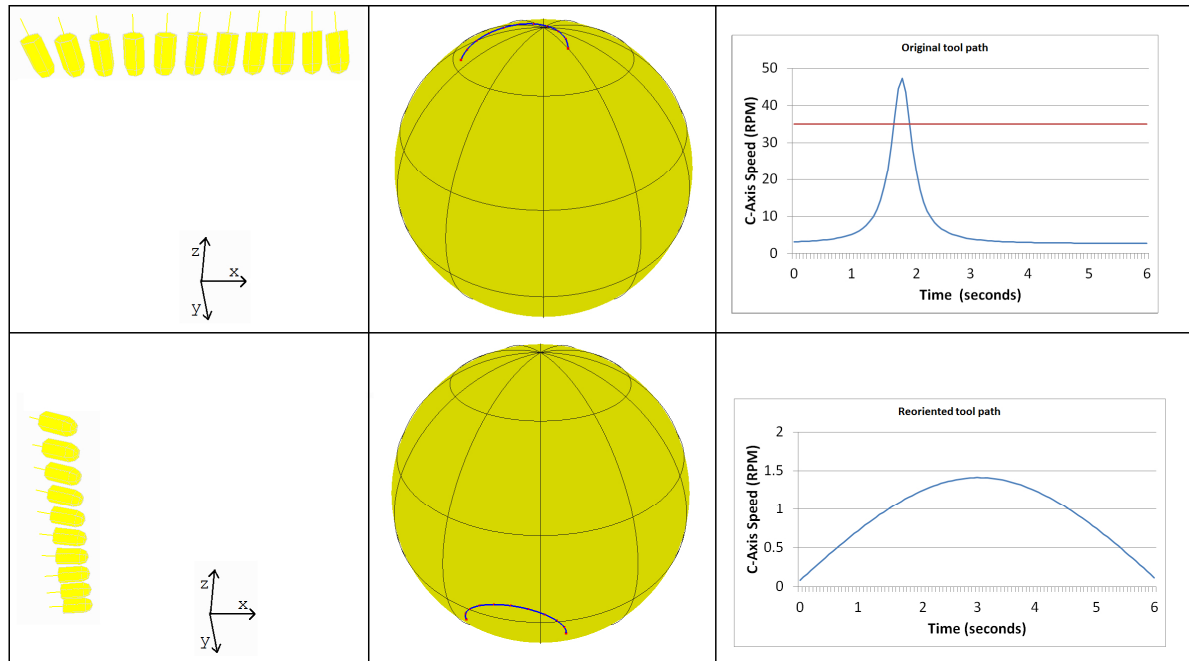 z
x
y
Original tool path
C-Axis Speed (RPM)
50
40
30
20
10
0
0 1 2 3 4 5 6
Time (seconds)
z
x
y
Reoriented tool path
C-Axis Speed (RPM)
2
1.5
1
0.5
0
0 1 2 3 4 5 6
Time (seconds)